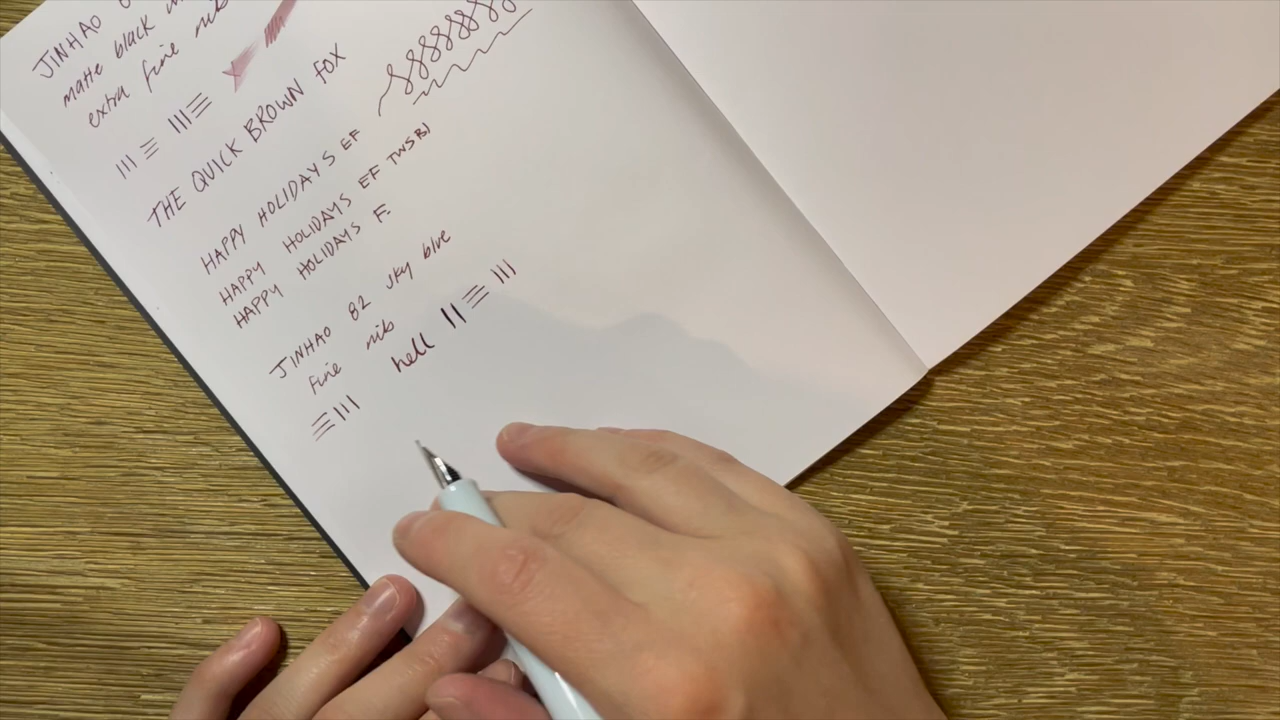 JINHAO
matte black
extra fine nib
THE QUICK BROWN FOX
HAPPY HOLIDAYS EF
HAPPY HOLIDAYS EF TWSBI
HAPPY HOLIDAYS F
JINHAO 82 sky blue
fine nib
hell